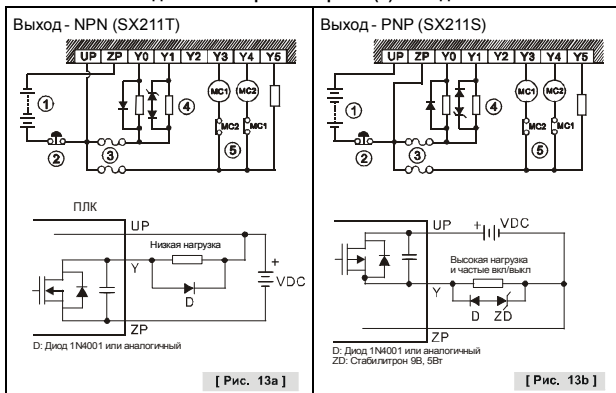 Выход - NPN (SX211T)
UP ZP Y0 Y1 Y2 Y3 Y4 Y5
1
2
3
4
5
MC1 MC2
MC2 MC1
ПЛК
UP
Низкая нагрузка
Y
D
+
VDC
ZP
D: Диод 1N4001 или аналогичный
[ Рис. 13a ]
Выход - PNP (SX211S)
UP ZP Y0 Y1 Y2 Y3 Y4 Y5
1
2
3
4
5
MC1 MC2
MC2 MC1
UP
+ VDC
Высокая нагрузка
и частые вкл/выкл
Y
D ZD
ZP
D: Диод 1N4001 или аналогичный
ZD: Стабилитрон 9В, 5Вт
[ Рис. 13b ]